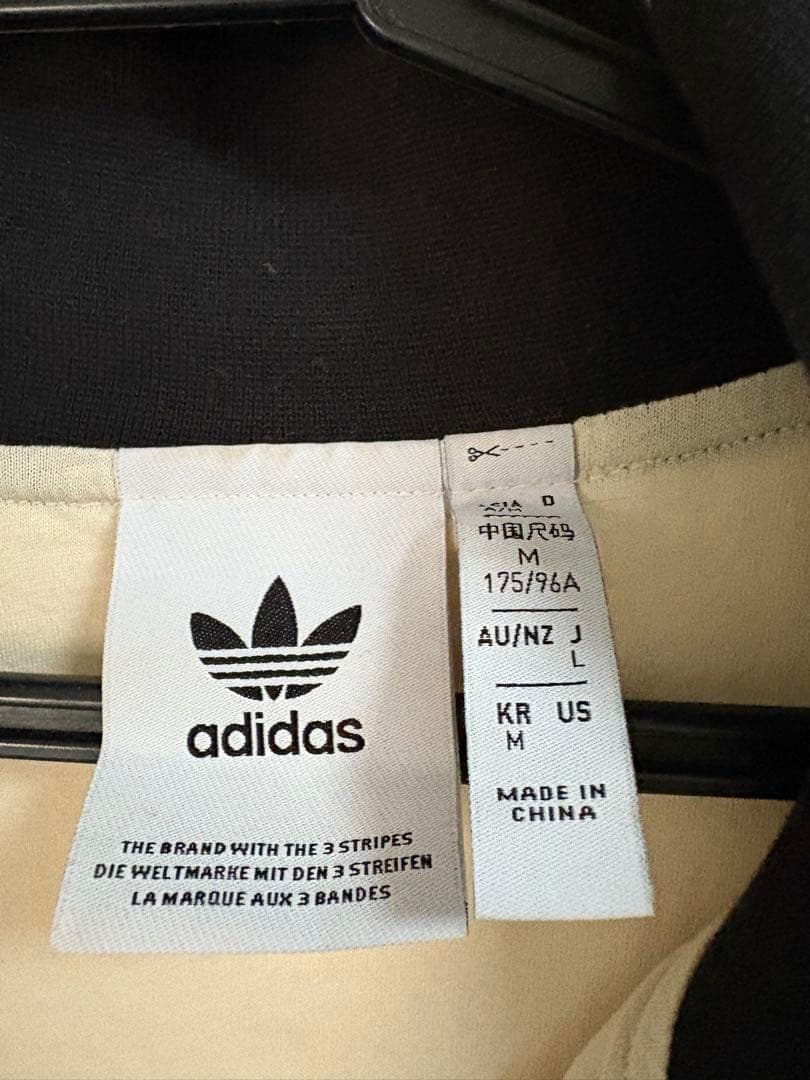 adidas
THE BRAND WITH THE 3 STRIPES
DIE WELTMARKE MIT DEN 3 STREIFEN
LA MARQUE AUX 3 BANDES
D
中国尺码
M
175/96A
AU/NZ J
L
KR US
M
MADE IN
CHINA